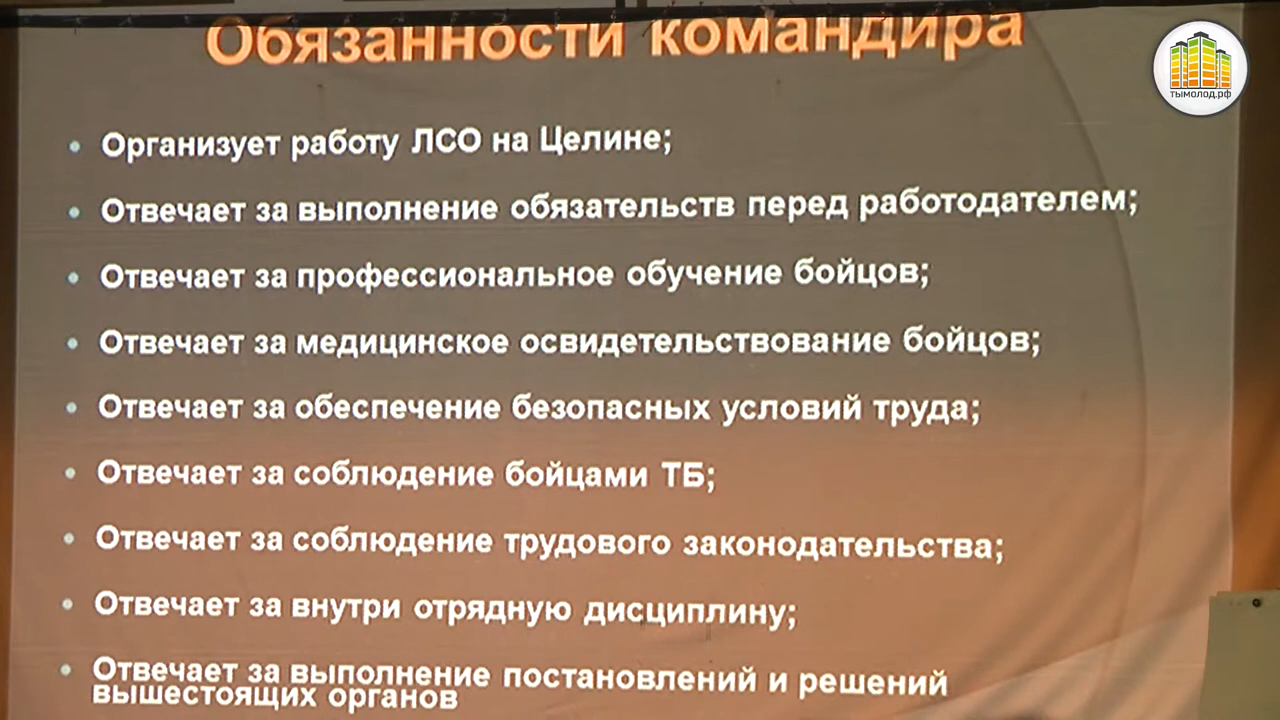 Обязанности командира
тымолод.рф
• Организует работу ЛСО на Целине;
• Отвечает за выполнение обязательств перед работодателем;
• Отвечает за профессиональное обучение бойцов;
• Отвечает за медицинское освидетельствование бойцов;
• Отвечает за обеспечение безопасных условий труда;
• Отвечает за соблюдение бойцами ТБ;
• Отвечает за соблюдение трудового законодательства;
• Отвечает за внутри отрядную дисциплину;
• Отвечает за выполнение постановлений и решений
вышестоящих органов